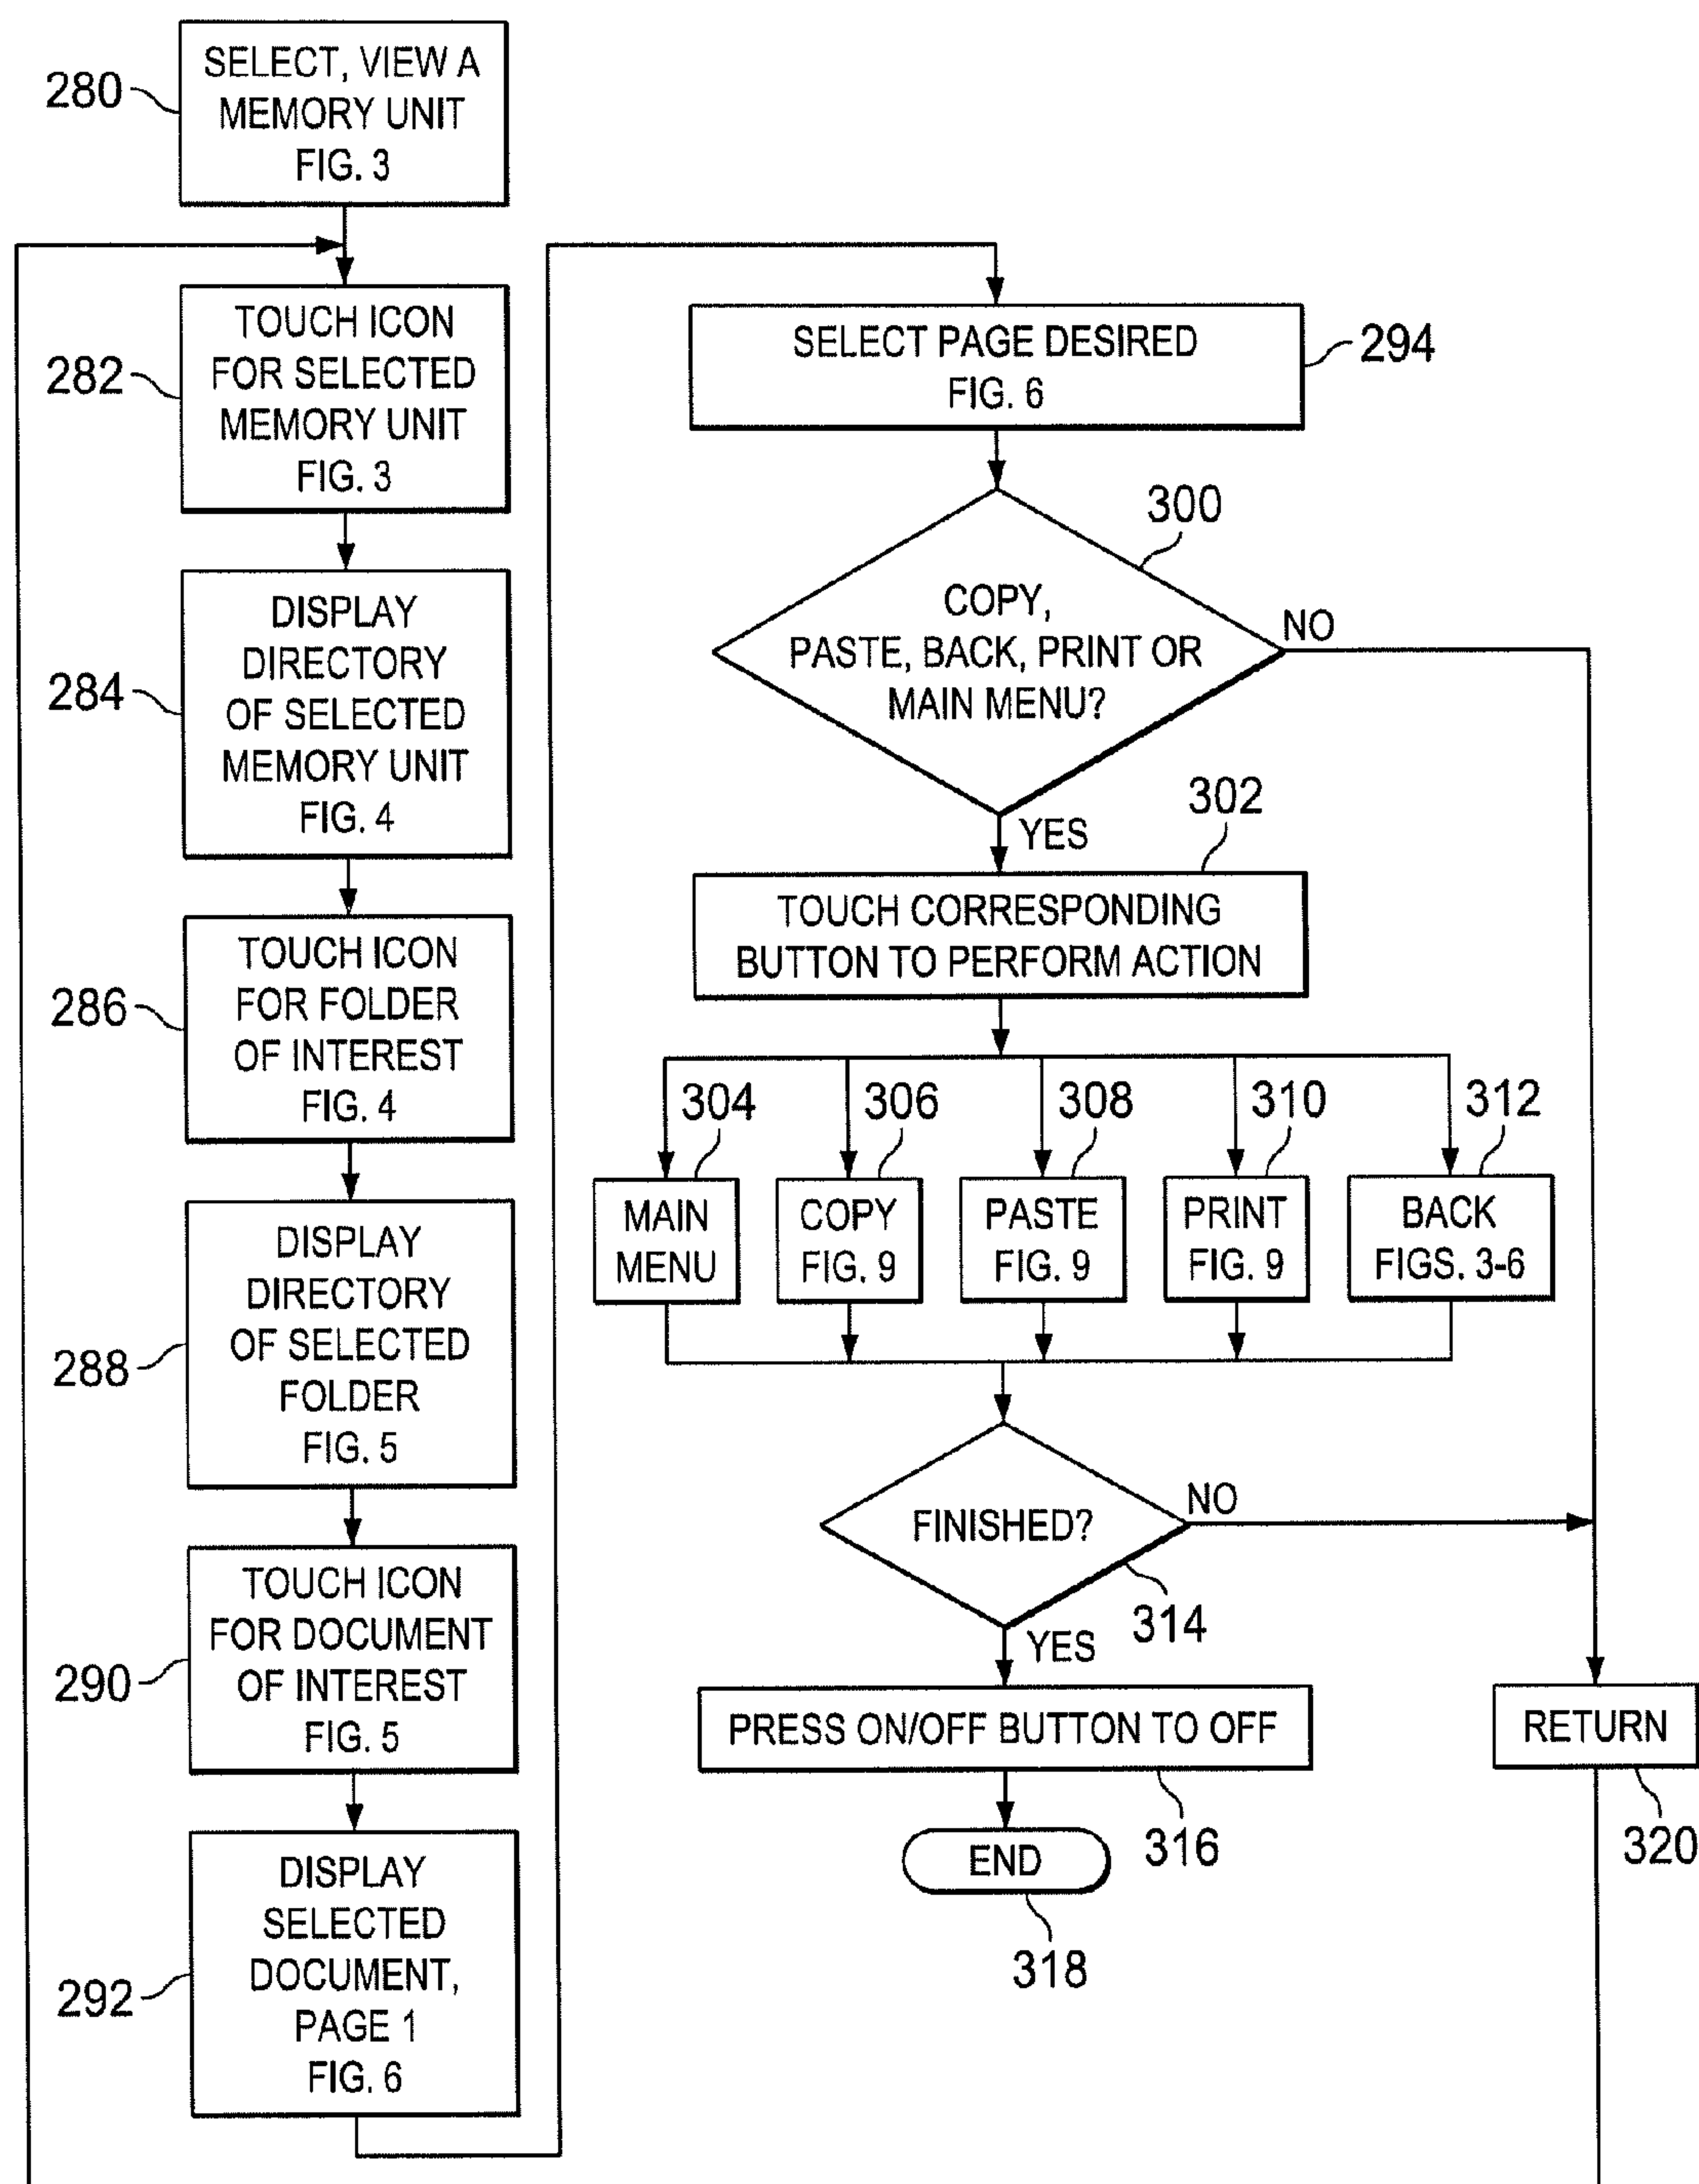 280
SELECT, VIEW A
MEMORY UNIT
FIG. 3
282
TOUCH ICON
FOR SELECTED
MEMORY UNIT
FIG. 3
284
DISPLAY
DIRECTORY
OF SELECTED
MEMORY UNIT
FIG. 4
286
TOUCH ICON
FOR FOLDER
OF INTEREST
FIG. 4
288
DISPLAY
DIRECTORY
OF SELECTED
FOLDER
FIG. 5
290
TOUCH ICON
FOR DOCUMENT
OF INTEREST
FIG. 5
292
DISPLAY
SELECTED
DOCUMENT,
PAGE 1
FIG. 6
SELECT PAGE DESIRED
FIG. 6
294
300
COPY,
PASTE, BACK, PRINT OR
MAIN MENU?
NO
YES
302
TOUCH CORRESPONDING
BUTTON TO PERFORM ACTION
304
MAIN
MENU
306
COPY
FIG. 9
308
PASTE
FIG. 9
310
PRINT
FIG. 9
312
BACK
FIGS. 3-6
FINISHED?
NO
314
YES
PRESS ON/OFF BUTTON TO OFF
316
END
318
RETURN
320